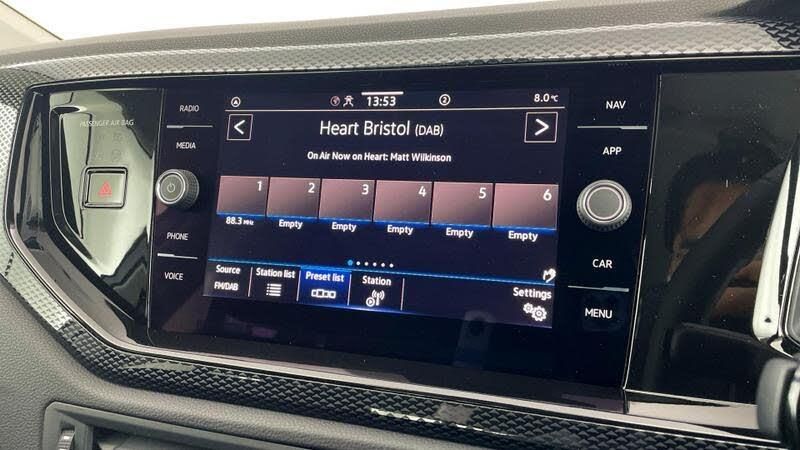 PASSENGER AIR BAG
RADIO
MEDIA
PHONE
VOICE
A 13:53 2 8.0°C
Heart Bristol (DAB)
On Air Now on Heart: Matt Wilkinson
1 2 3 4 5 6
88.3 MHz Empty Empty Empty Empty Empty
Source Station list Preset list Station Settings
FM/DAB
NAV
APP
CAR
MENU